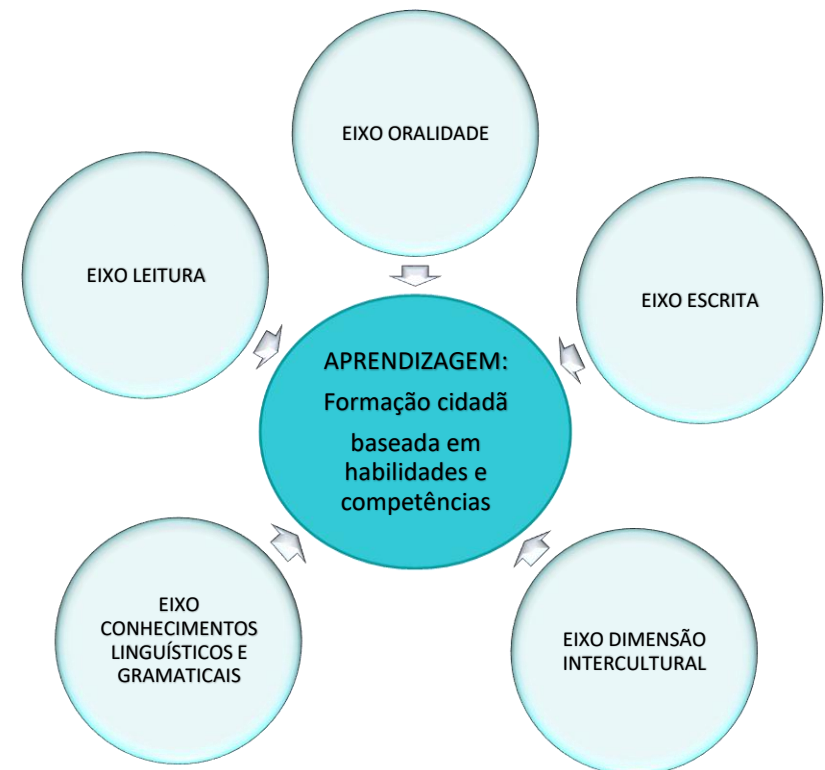 EIXO ORALIDADE
EIXO LEITURA
EIXO ESCRITA
APRENDIZAGEM:
Formação cidadã
baseada em
habilidades e
competências
EIXO
CONHECIMENTOS
LINGUÍSTICOS E
GRAMATICAIS
EIXO DIMENSÃO
INTERCULTURAL